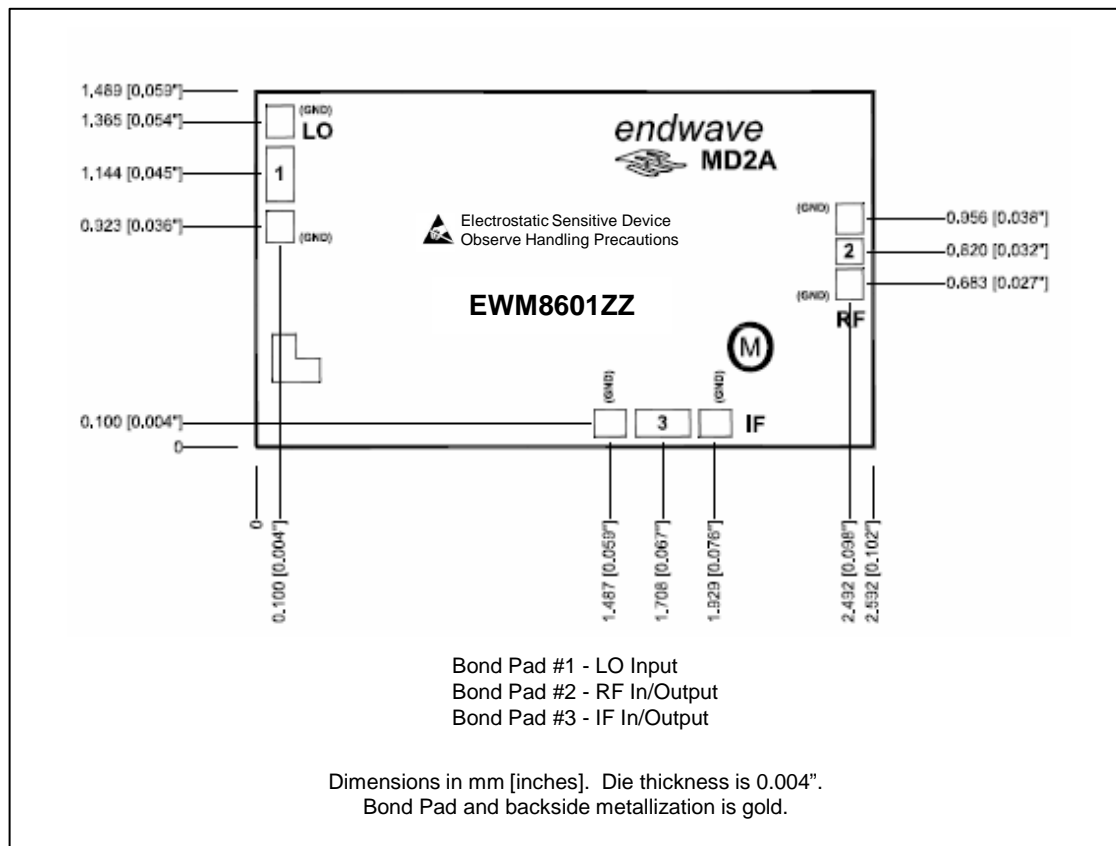 1.489 [0.059"]
1.365 [0.054"]
1.144 [0.045"]
0.923 [0.036"]
0.100 [0.004"]
0
(GND)
LO
1
(GND)
endwave
MD2A
Electrostatic Sensitive Device
Observe Handling Precautions
EWM8601ZZ
(GND)
2
(GND)
RF
0.956 [0.038"]
0.820 [0.032"]
0.683 [0.027"]
M
(GND)
(GND)
3
IF
0
0.100 [0.004"]
1.487 [0.059"]
1.708 [0.067"]
1.929 [0.076"]
2.492 [0.098"]
2.592 [0.102"]
Bond Pad #1 - LO Input
Bond Pad #2 - RF In/Output
Bond Pad #3 - IF In/Output
Dimensions in mm [inches].  Die thickness is 0.004”.
Bond Pad and backside metallization is gold.